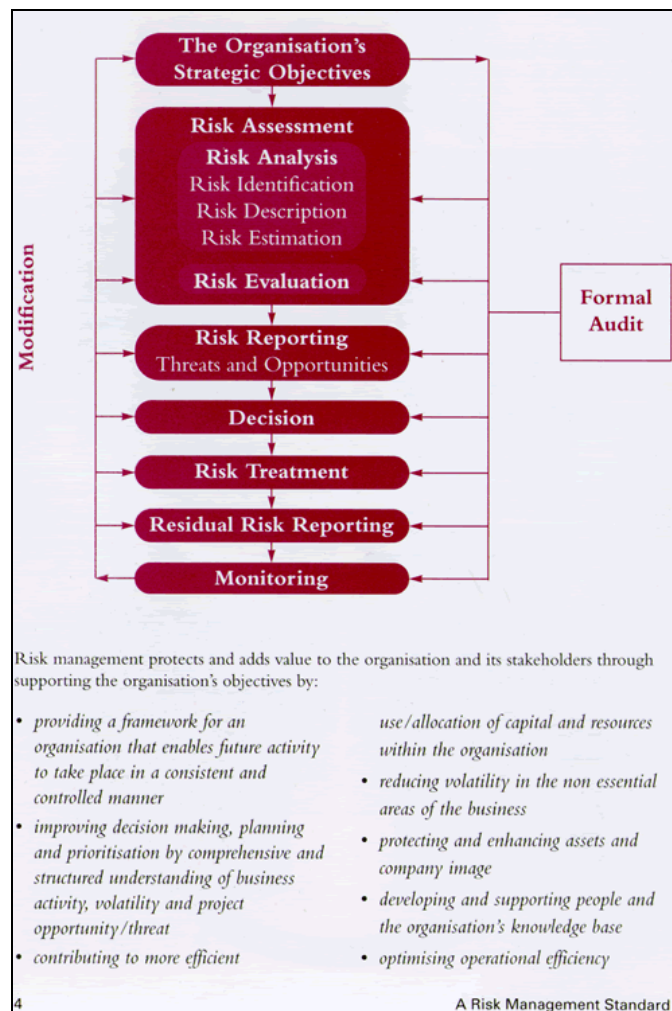 The Organisation's
Strategic Objectives
Risk Assessment
Risk Analysis
Risk Identification
Risk Description
Risk Estimation
Risk Evaluation
Risk Reporting
Threats and Opportunities
Decision
Risk Treatment
Residual Risk Reporting
Monitoring
Modification
Formal
Audit
Risk management protects and adds value to the organisation and its stakeholders through
supporting the organisation's objectives by:
• providing a framework for an
organisation that enables future activity
to take place in a consistent and
controlled manner
• improving decision making, planning
and prioritisation by comprehensive and
structured understanding of business
activity, volatility and project
opportunity/threat
• contributing to more efficient
use/allocation of capital and resources
within the organisation
• reducing volatility in the non essential
areas of the business
• protecting and enhancing assets and
company image
• developing and supporting people and
the organisation's knowledge base
• optimising operational efficiency
4
A Risk Management Standard